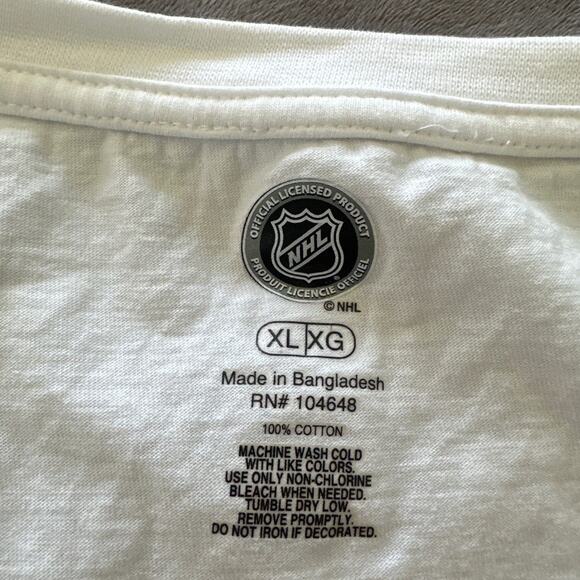 OFFICIAL LICENSED PRODUCT
NHL
PRODUIT LICENCIE OFFICIEL
© NHL
XL XG
Made in Bangladesh
RN# 104648
100% COTTON
MACHINE WASH COLD
WITH LIKE COLORS.
USE ONLY NON-CHLORINE
BLEACH WHEN NEEDED.
TUMBLE DRY LOW.
REMOVE PROMPTLY.
DO NOT IRON IF DECORATED.